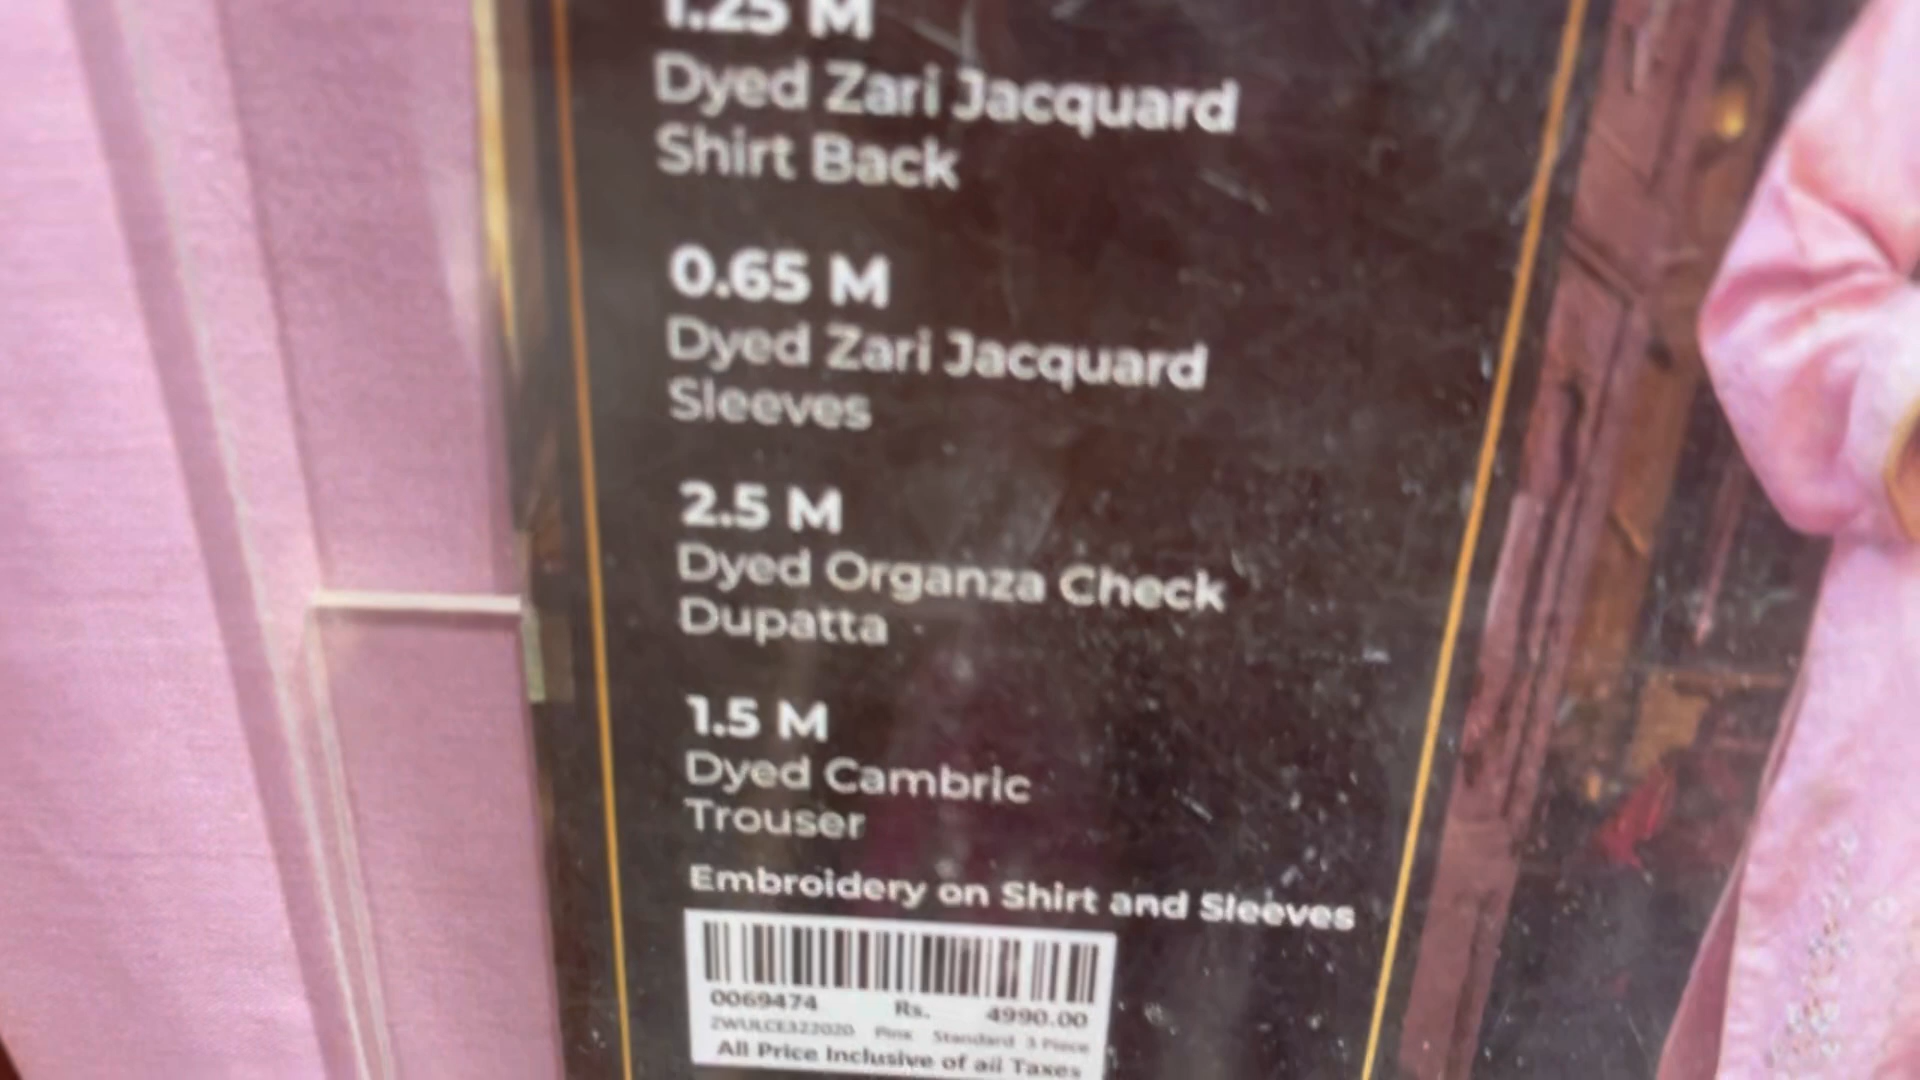 1.25 M
Dyed Zari Jacquard
Shirt Back
0.65 M
Dyed Zari Jacquard
Sleeves
2.5 M
Dyed Organza Check
Dupatta
1.5 M
Dyed Cambric
Trouser
Embroidery on Shirt and Sleeves
0069474 Rs. 4990.00
2WULCE322020 Pink Standard 3 Piece
All Price Inclusive of all Taxes